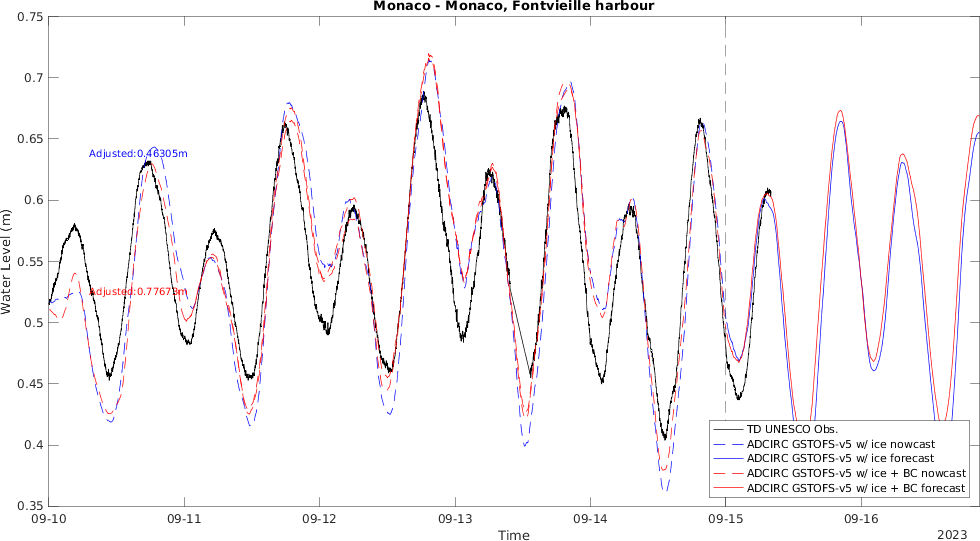 Monaco - Monaco, Fontvieille harbour
0.75
0.7
0.65
0.6
0.55
0.5
0.45
0.4
0.35
Water Level (m)
Adjusted:0.46305m
Adjusted:0.77673m
TD UNESCO Obs.
ADCIRC GSTOFS-v5 w/ ice nowcast
ADCIRC GSTOFS-v5 w/ ice forecast
ADCIRC GSTOFS-v5 w/ ice + BC nowcast
ADCIRC GSTOFS-v5 w/ ice + BC forecast
09-10 09-11 09-12 09-13 09-14 09-15 09-16
Time
2023